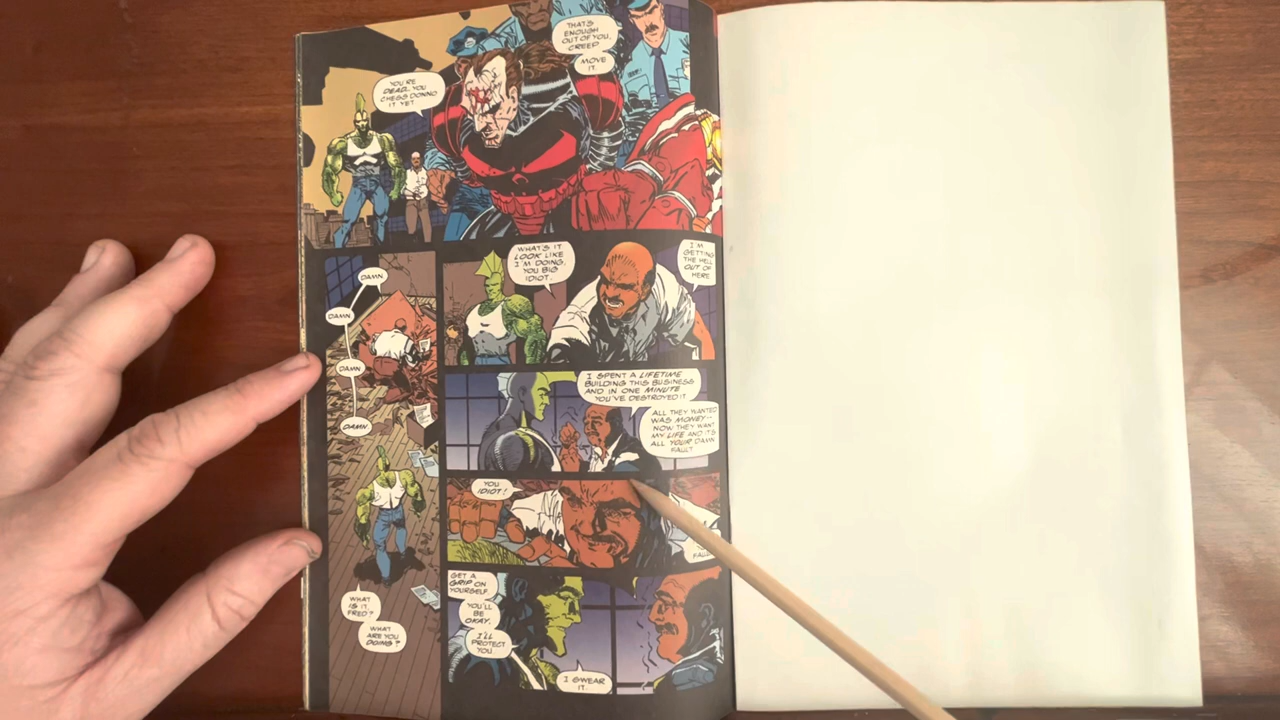 THAT'S
ENOUGH
OUT OF YOU,
CREEP.
MOVE
IT.
YOU'RE
DEAD. YOU
CHESS DONNO
IT YET.
DAMN
DAMN
DAMN
DAMN
WHAT
IS IT,
FRED?
WHAT
ARE YOU
DOING?
WHAT'S IT
LOOK LIKE
I'M DOING,
YOU BIG
IDIOT.
I'M
GETTING
THE HELL
OUT OF
HERE
I SPENT A LIFETIME
BUILDING THIS BUSINESS
AND IN ONE MINUTE
YOU'VE DESTROYED IT.
ALL THEY WANTED
WAS MONEY--
NOW THEY WANT
MY LIFE AND IT'S
ALL YOUR DAMN
FAULT
YOU
IDIOT!
GET A
GRIP ON
YOURSELF.
YOU'LL
BE
OKAY.
I'LL
PROTECT
YOU.
I SWEAR
IT.